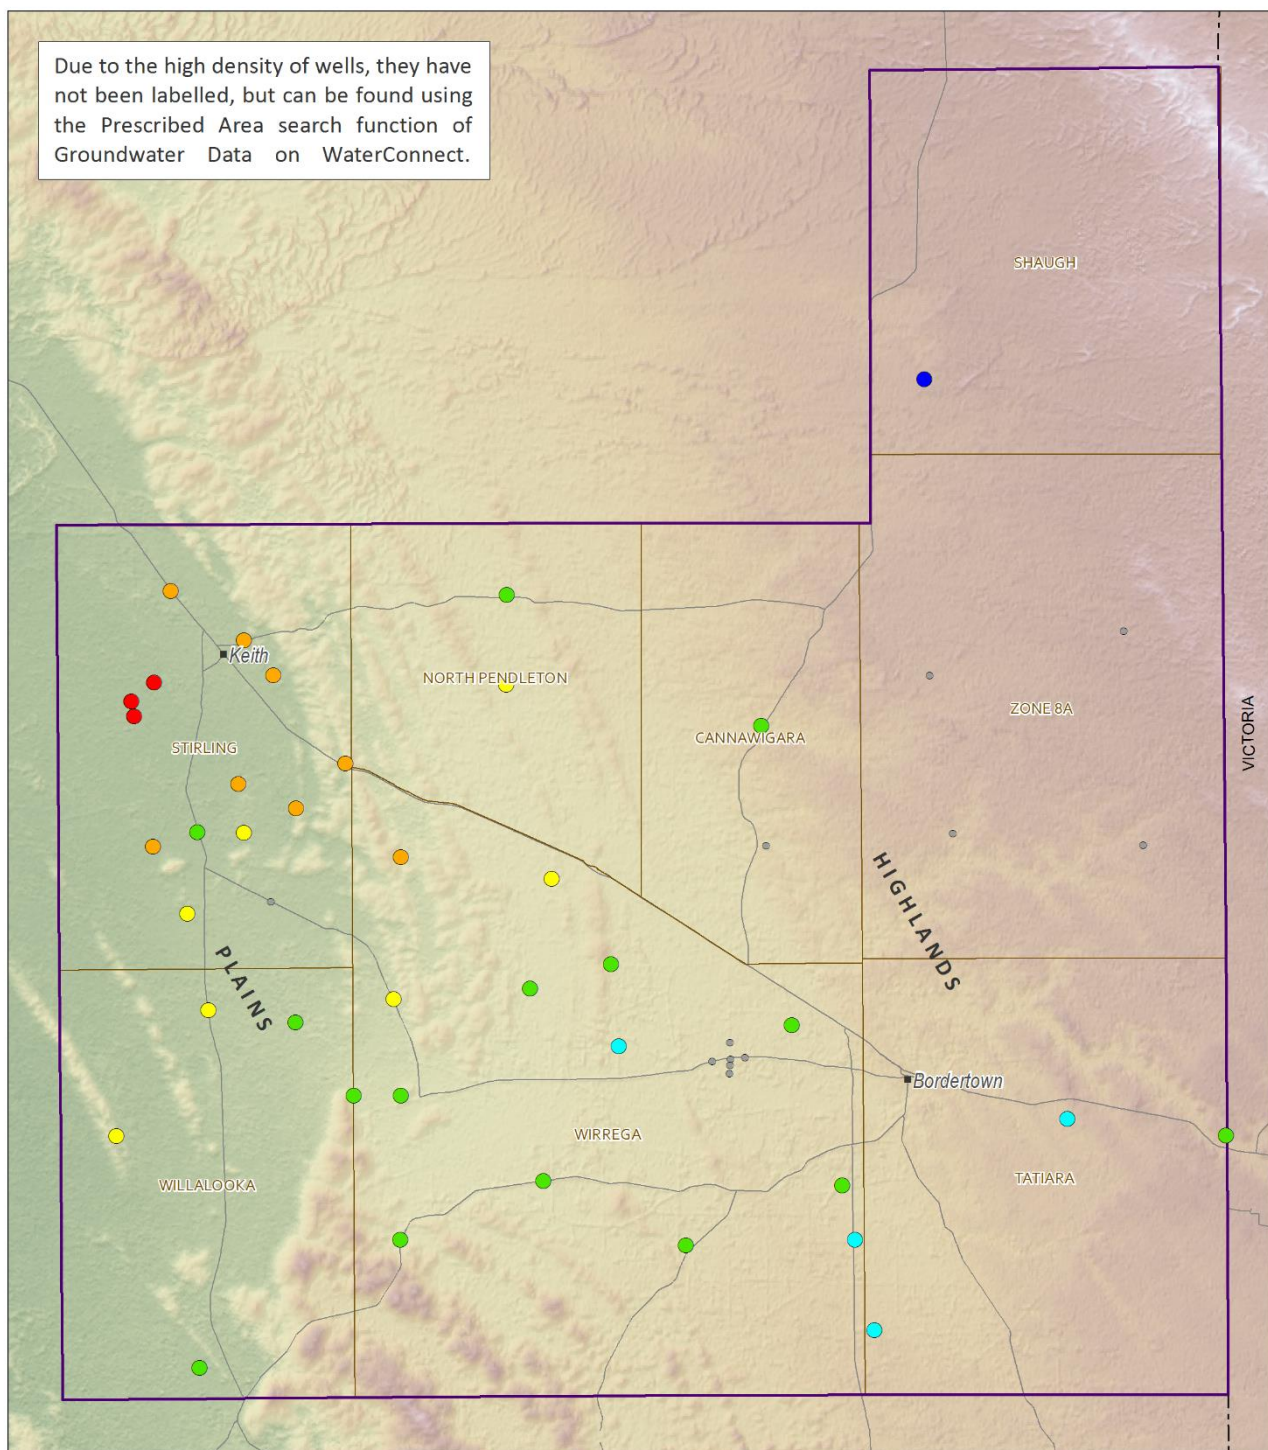 Due to the high density of wells, they have
not been labelled, but can be found using
the Prescribed Area search function of
Groundwater Data on WaterConnect.
SHAUGH
Keith
NORTH PENDLETON
ZONE 8A
VICTORIA
CANNAWIGARA
STIRLING
HIGHLANDS
PLAINS
Bordertown
WIRREGA
TATIARA
WILLALOOKA